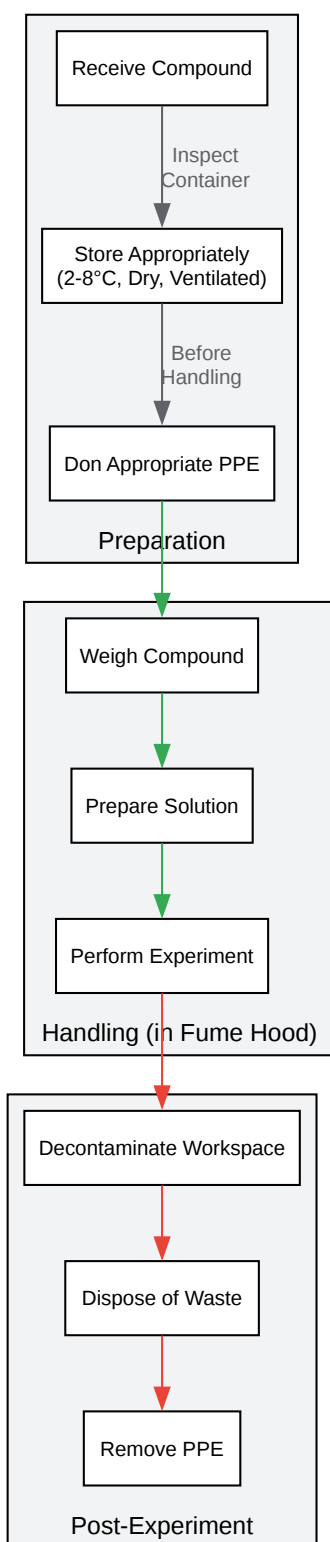 Receive Compound
Inspect
Container
Store Appropriately
(2-8°C, Dry, Ventilated)
Before
Handling
Don Appropriate PPE
Preparation
Weigh Compound
Prepare Solution
Perform Experiment
Handling (in Fume Hood)
Decontaminate Workspace
Dispose of Waste
Remove PPE
Post-Experiment